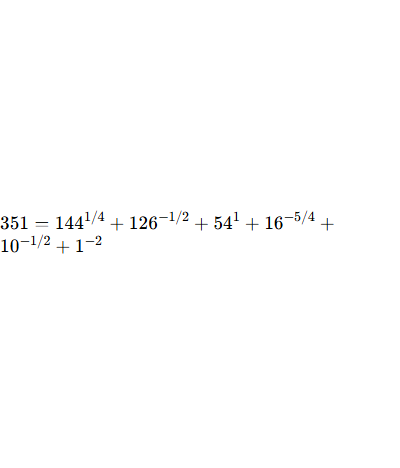 351 = 144^{1/4} + 126^{−1/2} + 54^{1} + 16^{−5/4} +
10^{−1/2} + 1^{−2}